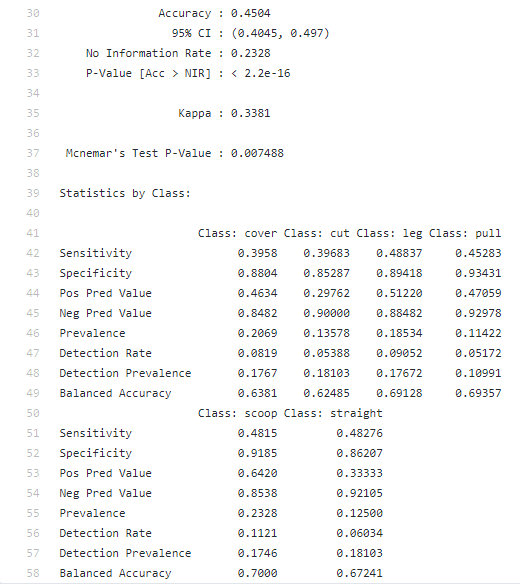 30 Accuracy : 0.4504
31 95% CI : (0.4045, 0.497)
32 No Information Rate : 0.2328
33 P-Value [Acc > NIR] : < 2.2e-16
34
35 Kappa : 0.3381
36
37 Mcnemar's Test P-Value : 0.007488
38
39 Statistics by Class:
40
41 Class: cover Class: cut Class: leg Class: pull
42 Sensitivity 0.3958 0.39683 0.48837 0.45283
43 Specificity 0.8804 0.85287 0.89418 0.93431
44 Pos Pred Value 0.4634 0.29762 0.51220 0.47059
45 Neg Pred Value 0.8482 0.90000 0.88482 0.92978
46 Prevalence 0.2069 0.13578 0.18534 0.11422
47 Detection Rate 0.0819 0.05388 0.09052 0.05172
48 Detection Prevalence 0.1767 0.18103 0.17672 0.10991
49 Balanced Accuracy 0.6381 0.62485 0.69128 0.69357
50 Class: scoop Class: straight
51 Sensitivity 0.4815 0.48276
52 Specificity 0.9185 0.86207
53 Pos Pred Value 0.6420 0.33333
54 Neg Pred Value 0.8538 0.92105
55 Prevalence 0.2328 0.12500
56 Detection Rate 0.1121 0.06034
57 Detection Prevalence 0.1746 0.18103
58 Balanced Accuracy 0.7000 0.67241